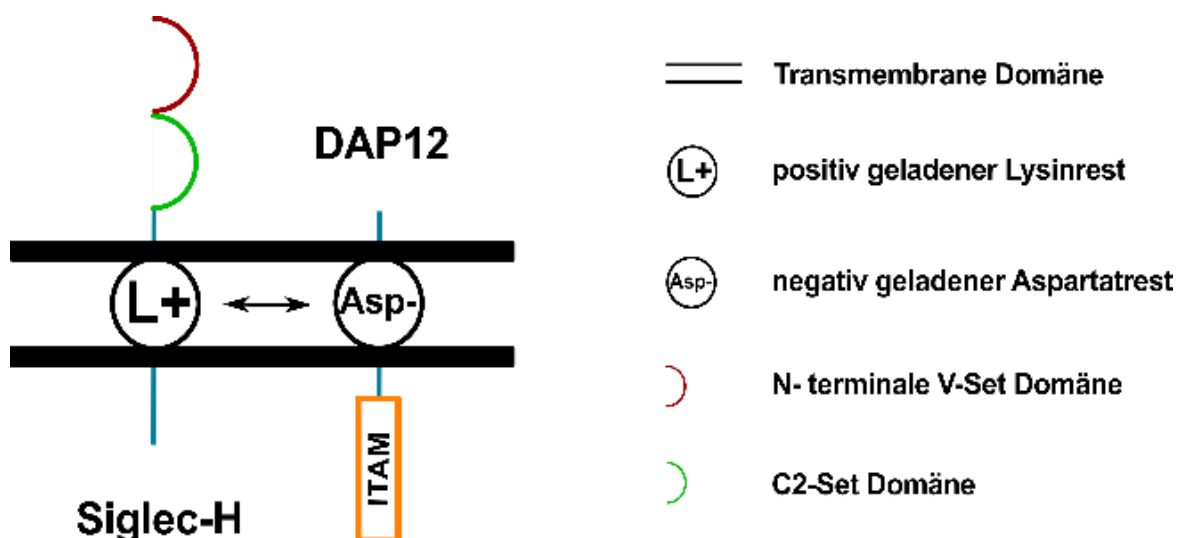 DAP12
L+
Asp-
ITAM
Siglec-H
Transmembrane Domäne
L+
positiv geladener Lysinrest
Asp-
negativ geladener Aspartatrest
N- terminale V-Set Domäne
C2-Set Domäne